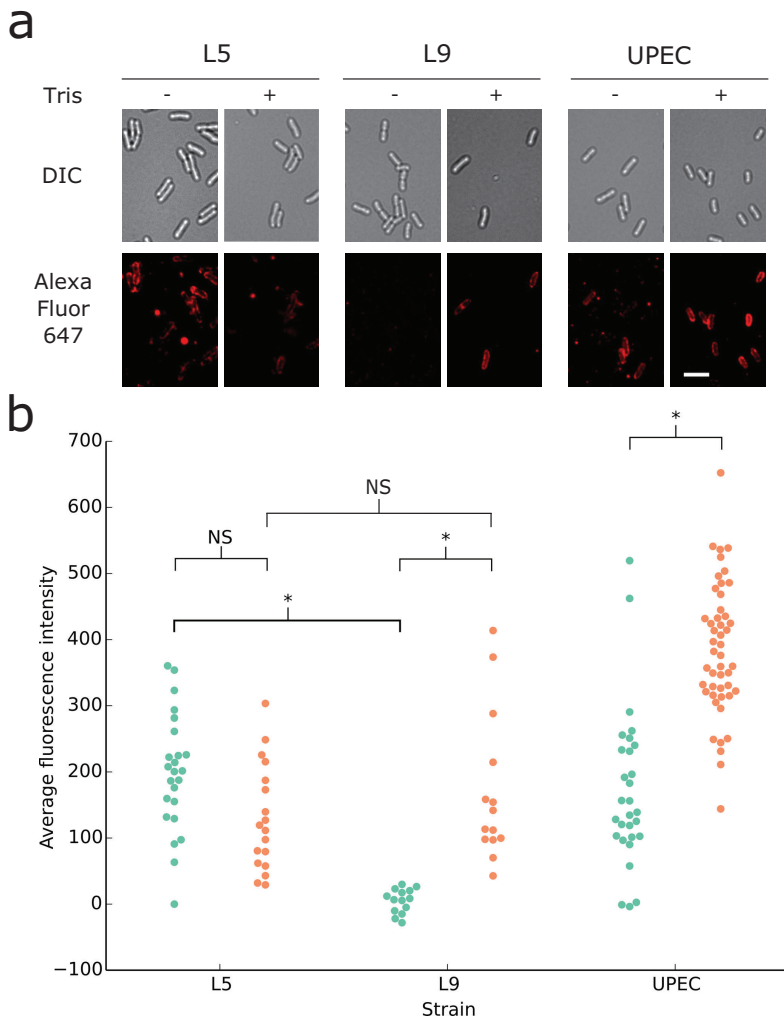 a
L5 L9 UPEC
Tris - + - + - +
DIC
Alexa
Fluor
647
b
700
600
500
400
300
200
100
0
−100
Average fluorescence intensity
NS
NS
*
*
*
L5 L9 UPEC
Strain